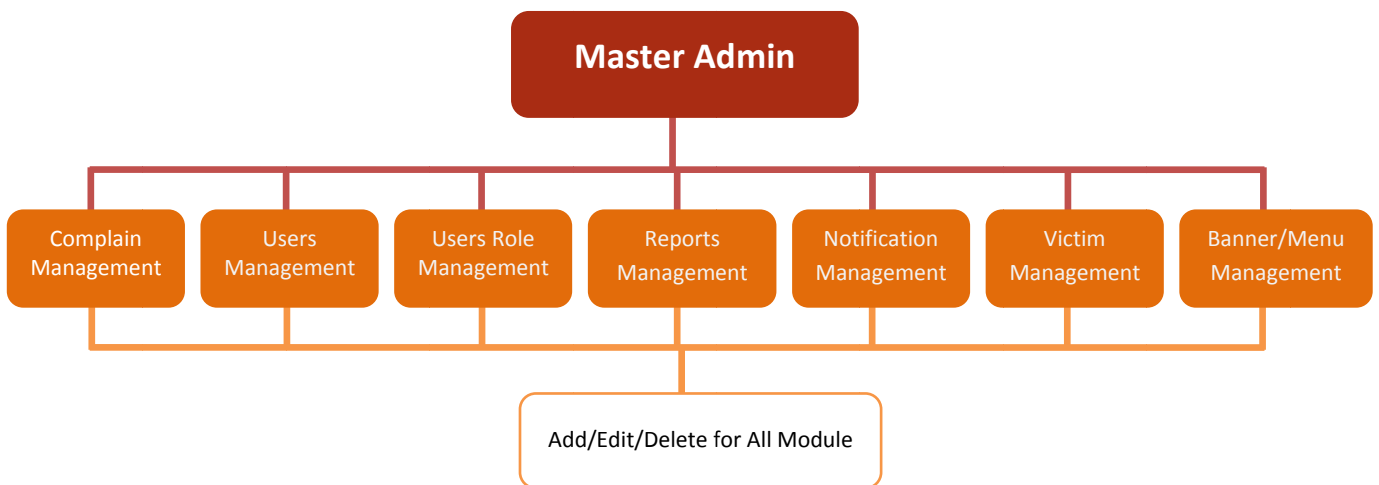 Master Admin
Complain
Management
Users
Management
Users Role
Management
Reports
Management
Notification
Management
Victim
Management
Banner/Menu
Management
Add/Edit/Delete for All Module